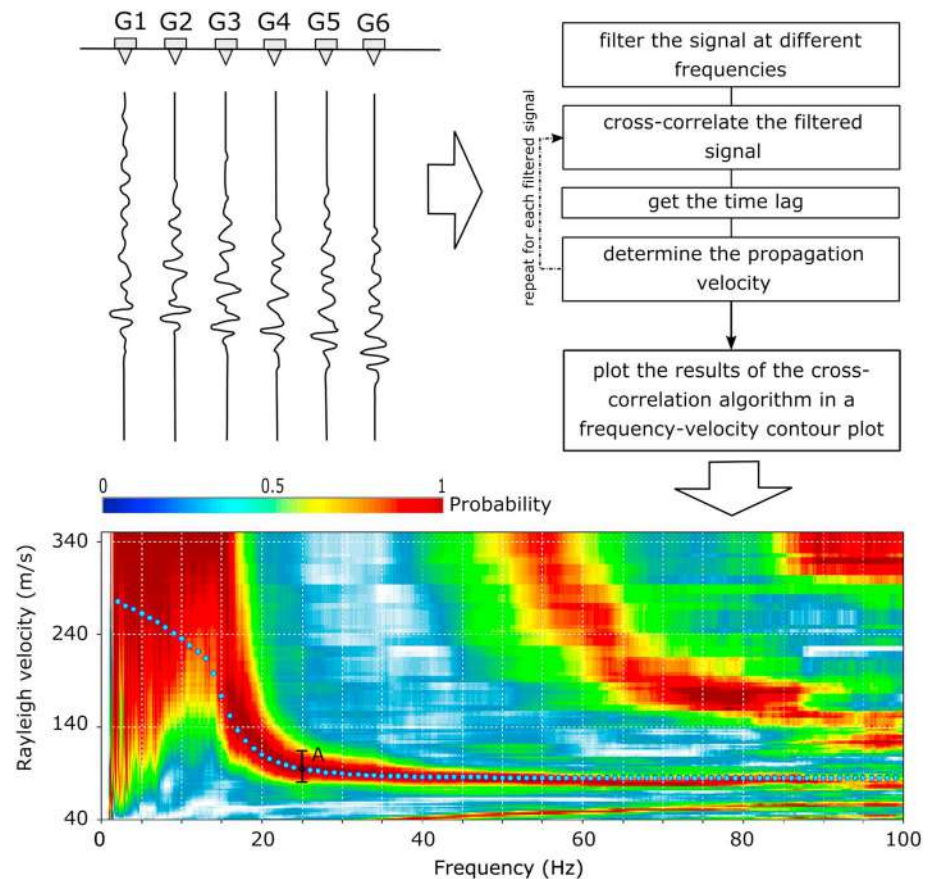 G1 G2 G3 G4 G5 G6
filter the signal at different
frequencies
cross-correlate the filtered
signal
get the time lag
determine the propagation
velocity
repeat for each filtered signal
plot the results of the cross-
correlation algorithm in a
frequency-velocity contour plot
0 0.5 1
Probability
Rayleigh velocity (m/s)
340
240
140
40
A
0 20 40 60 80 100
Frequency (Hz)